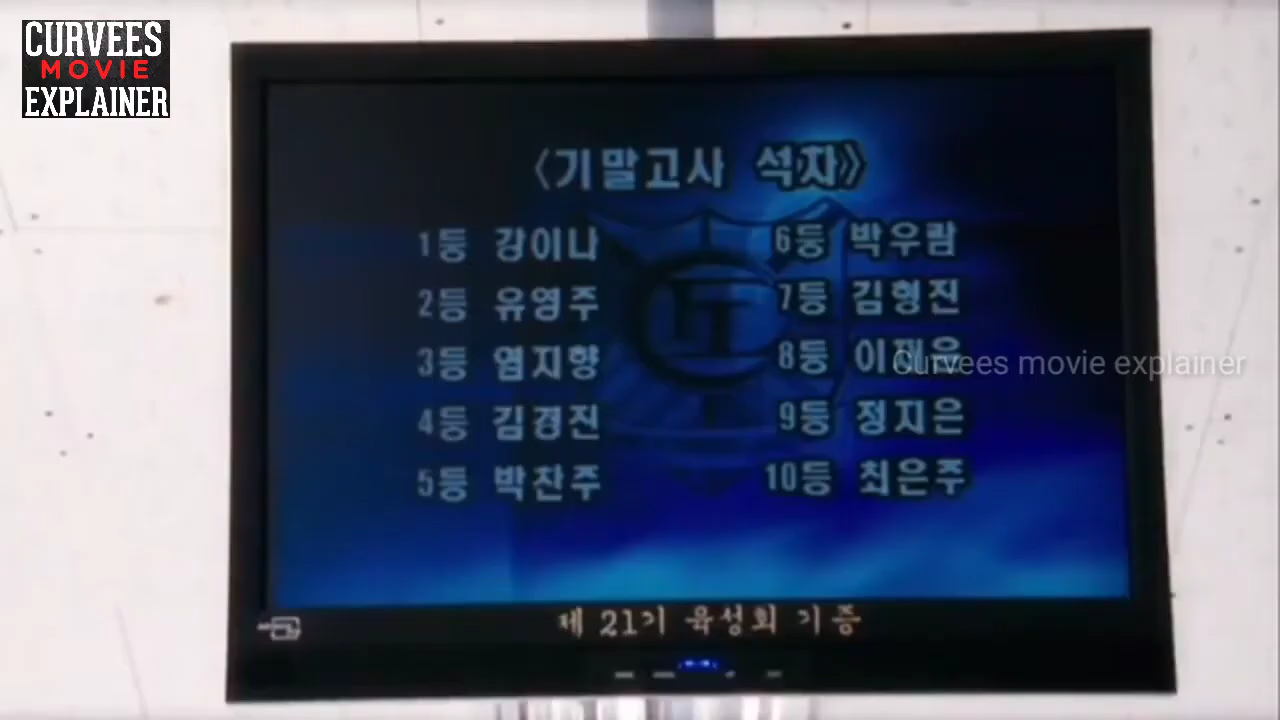 CURVEES
MOVIE
EXPLAINER
〈기말고사 석차〉
1등 강이나
2등 유영주
3등 염지향
4등 김경진
5등 박찬주
6등 박우람
7등 김형진
8등
9등 정지은
10등 최은주
Curvees movie explainer
제 21기 육성회 기증